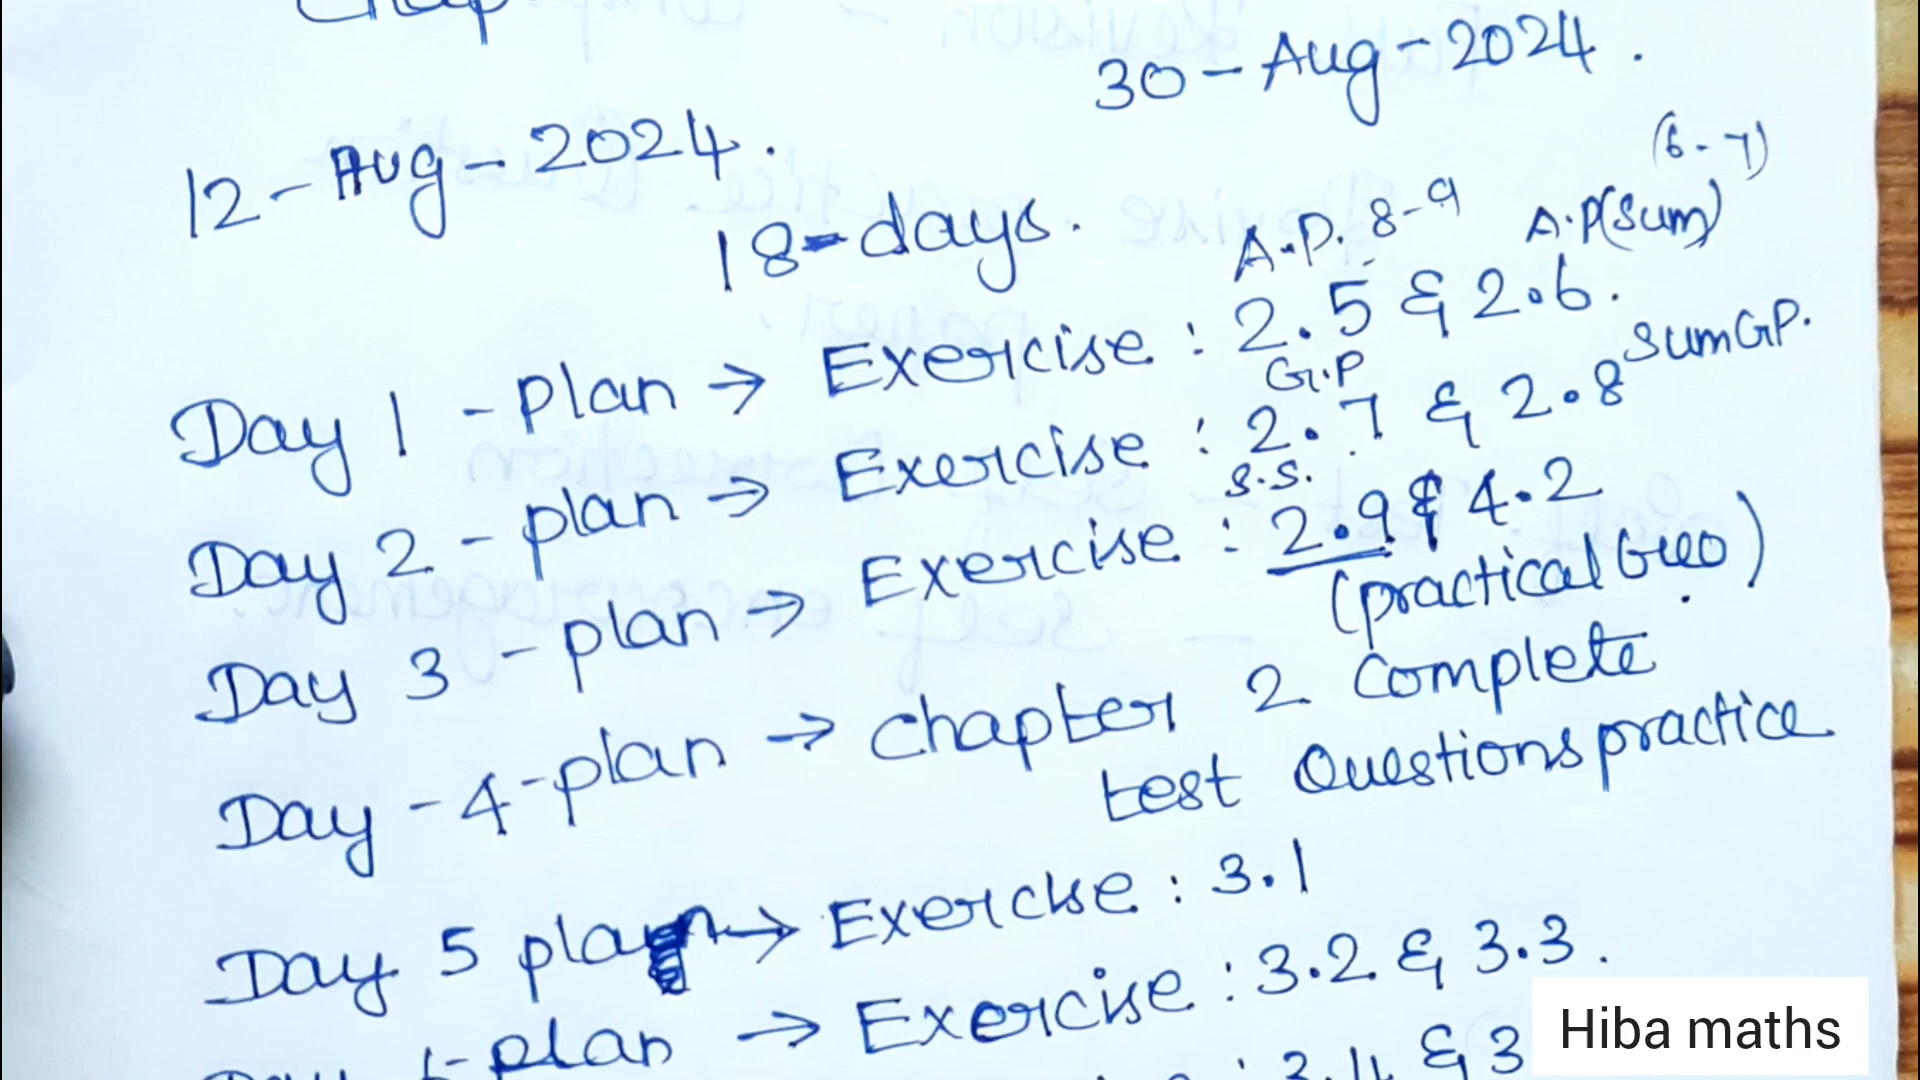 30-Aug-2024.
12-Aug-2024.
18-days.
A.P. 8-9
A.P(Sum)
(6-7)
Day 1 - Plan → Exercise : 2.5 & 2.6.
G.P
SumGP.
Day 2 - plan → Exercise : 2.7 & 2.8
S.S.
Day 3 - plan → Exercise : 2.9 & 4.2
(practical Geo)
Day - 4 - plan → chapter 2 Complete
test Questions practice
Day 5 plan → Exercise : 3.1
plan → Exercise : 3.2 & 3.3.
& 3
Hiba maths